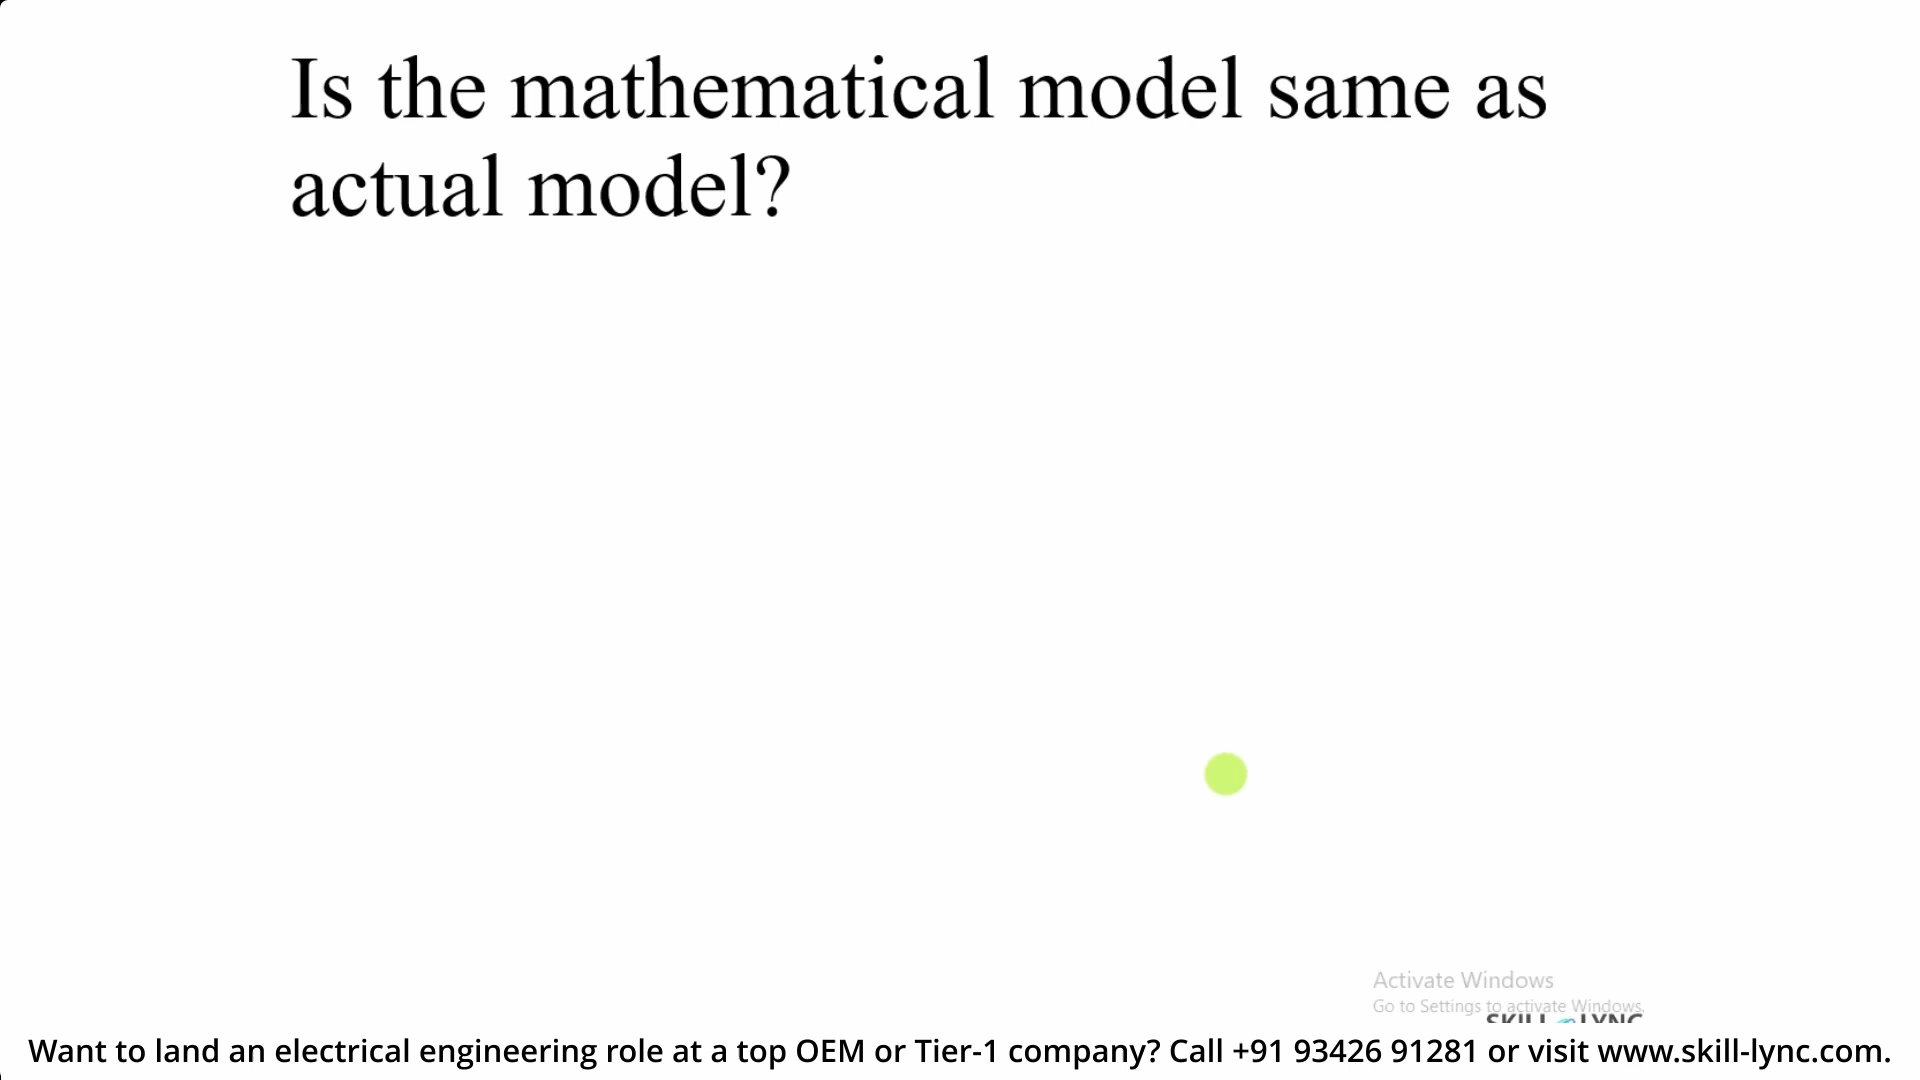 Is the mathematical model same as
actual model?
Activate Windows
Go to Settings to activate Windows.
SKILL LYNC
Want to land an electrical engineering role at a top OEM or Tier-1 company? Call +91 93426 91281 or visit www.skill-lync.com.